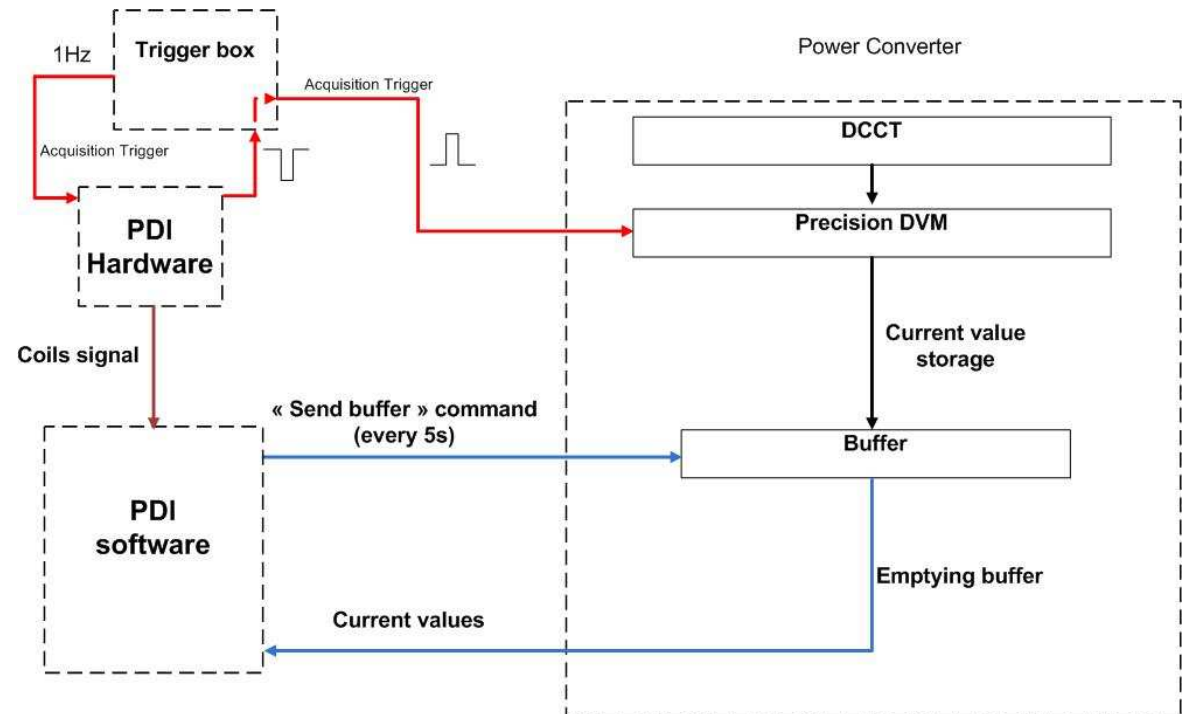 1Hz
Trigger box
Acquisition Trigger
Power Converter
DCCT
Acquisition Trigger
PDI
Hardware
Precision DVM
Coils signal
Current value
storage
« Send buffer » command
(every 5s)
Buffer
PDI
software
Emptying buffer
Current values